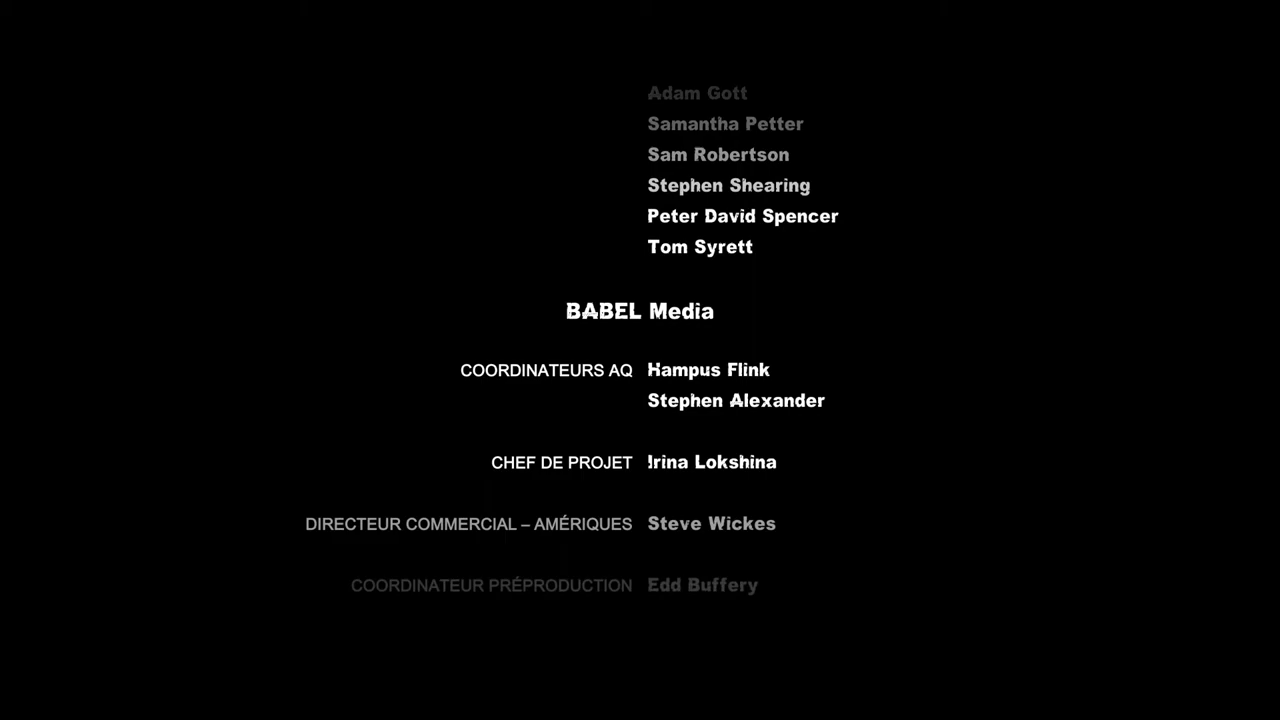 Adam Gott
Samantha Petter
Sam Robertson
Stephen Shearing
Peter David Spencer
Tom Syrett
BABEL Media
COORDINATEURS AQ Hampus Flink
Stephen Alexander
CHEF DE PROJET Irina Lokshina
DIRECTEUR COMMERCIAL – AMÉRIQUES Steve Wickes
COORDINATEUR PRÉPRODUCTION Edd Buffery